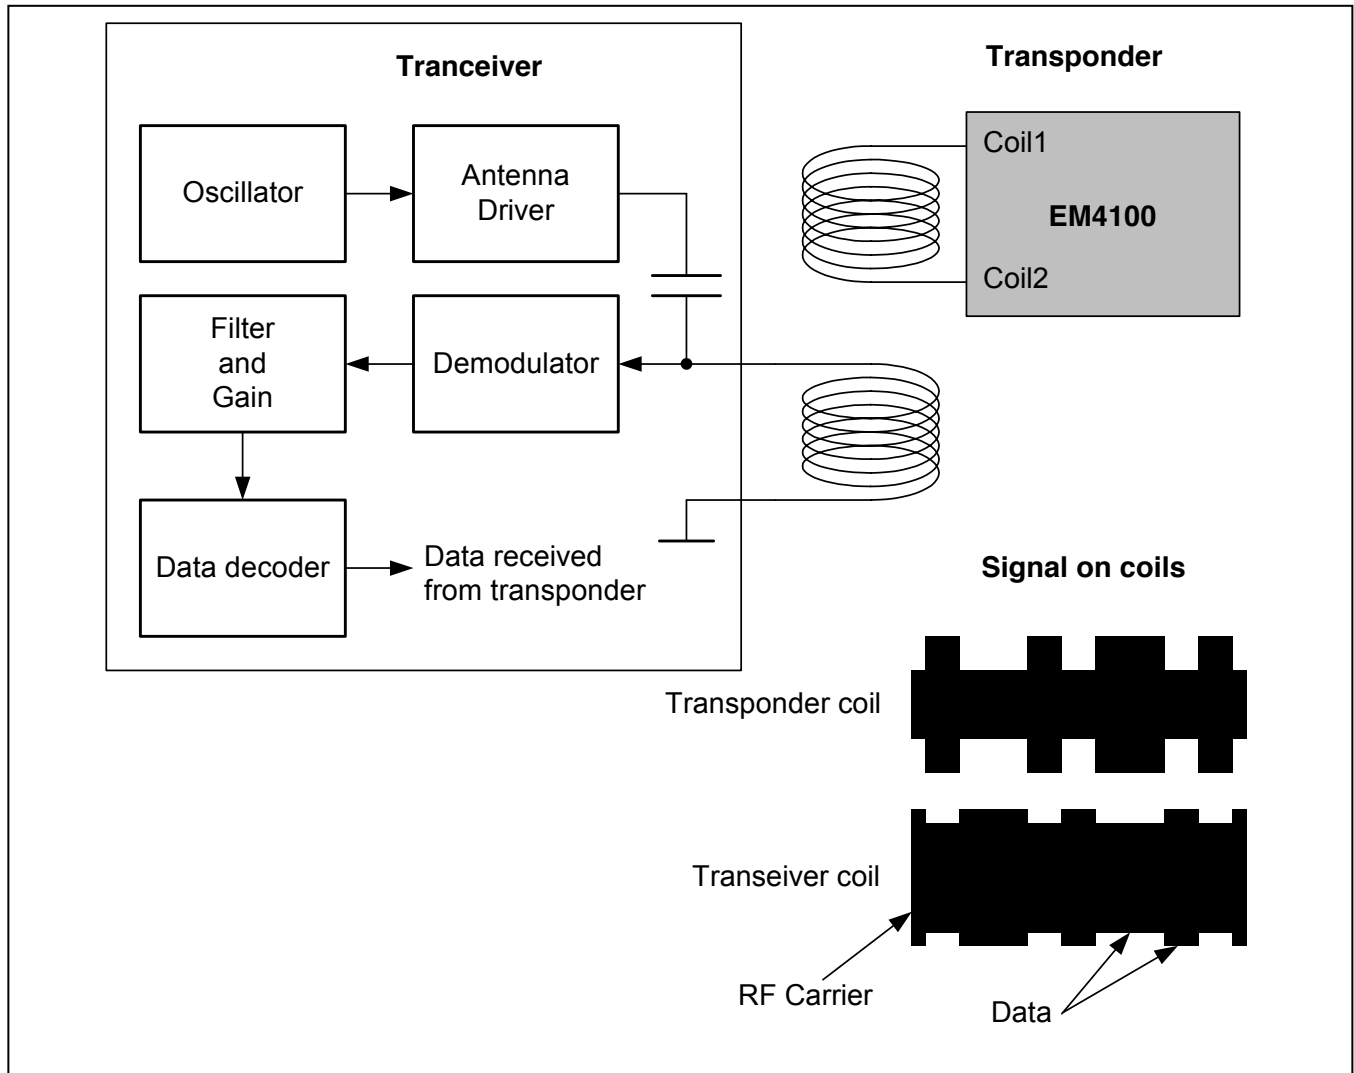 Tranceiver
Transponder
Oscillator
Antenna
Driver
Coil1
EM4100
Coil2
Filter
and
Gain
Demodulator
Data decoder
Data received
from transponder
Signal on coils
Transponder coil
Transeiver coil
RF Carrier
Data